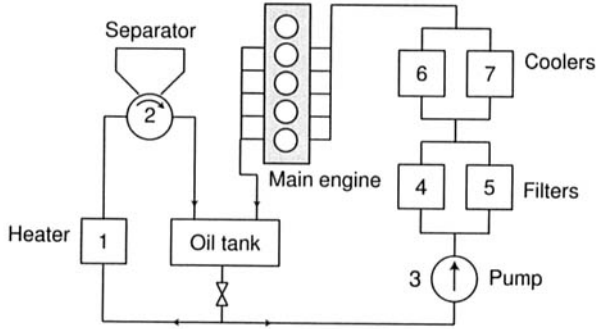 Separator
2
Main engine
6
7
Coolers
4
5
Filters
Heater
1
Oil tank
3
Pump